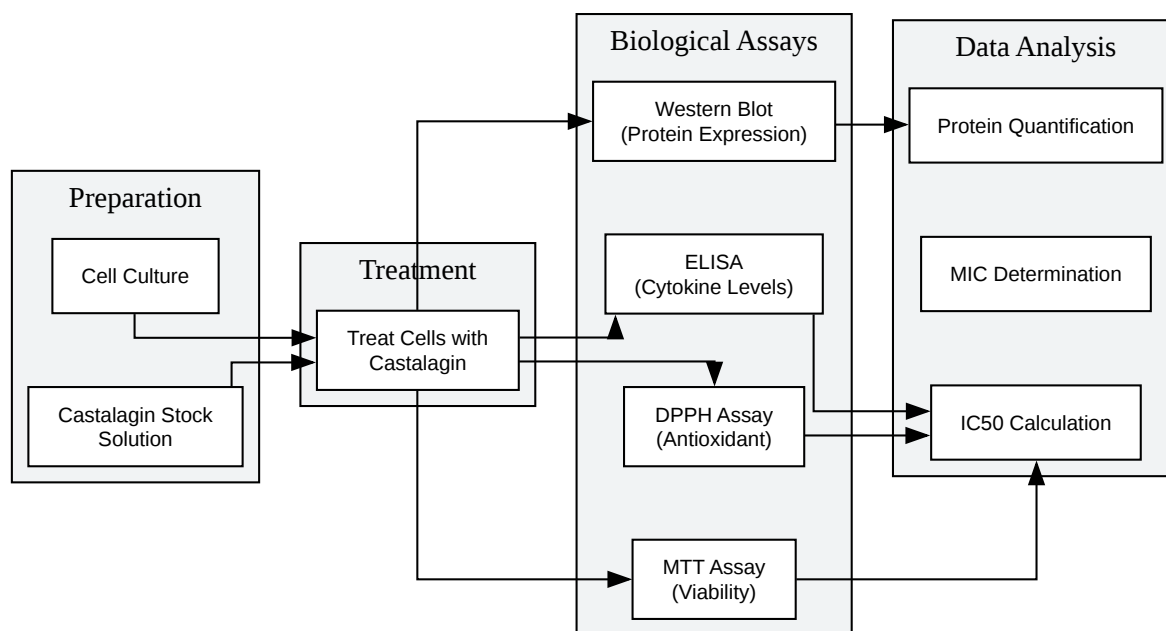 Preparation
Cell Culture
Castalagin Stock
Solution
Treatment
Treat Cells with
Castalagin
Biological Assays
Western Blot
(Protein Expression)
ELISA
(Cytokine Levels)
DPPH Assay
(Antioxidant)
MTT Assay
(Viability)
Data Analysis
Protein Quantification
MIC Determination
IC50 Calculation